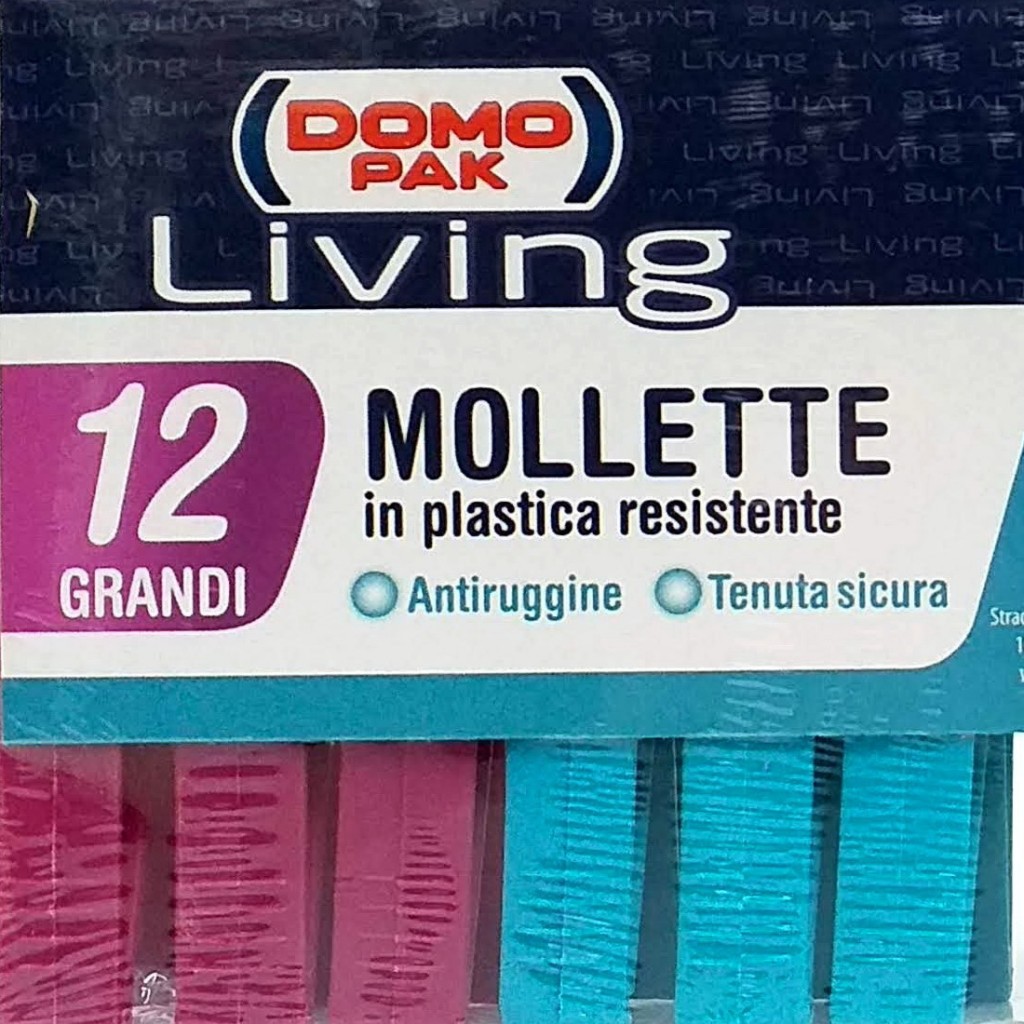 DOMO
PAK
Living
12
GRANDI
MOLLETTE
in plastica resistente
Antiruggine Tenuta sicura